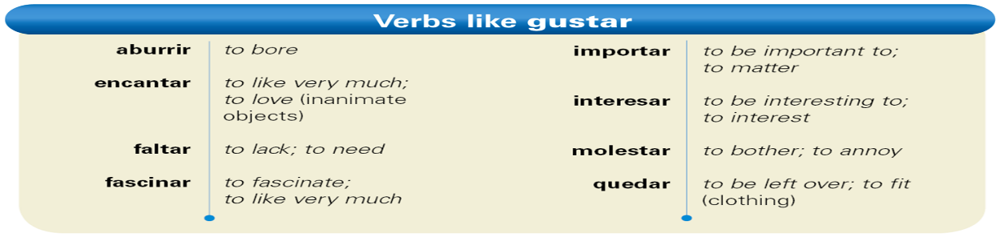 Verbs like gustar
aburrir to bore
encantar to like very much;
to love (inanimate
objects)
faltar to lack; to need
fascinar to fascinate;
to like very much
importar to be important to;
to matter
interesar to be interesting to;
to interest
molestar to bother; to annoy
quedar to be left over; to fit
(clothing)